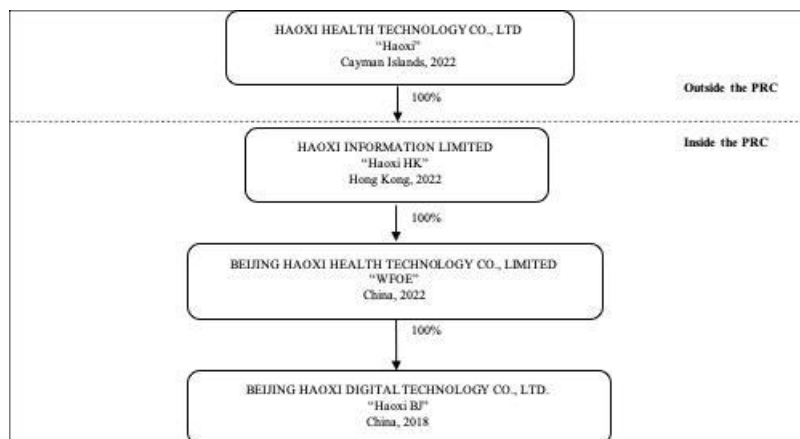 HAOXI HEALTH TECHNOLOGY CO., LTD
“Haoxi”
Cayman Islands, 2022
100%
Outside the PRC
Inside the PRC
HAOXI INFORMATION LIMITED
“Haoxi HK”
Hong Kong, 2022
100%
BEIJING HAOXI HEALTH TECHNOLOGY CO., LIMITED
“WFOE”
China, 2022
100%
BEIJING HAOXI DIGITAL TECHNOLOGY CO., LTD.
“Haoxi BJ”
China, 2018